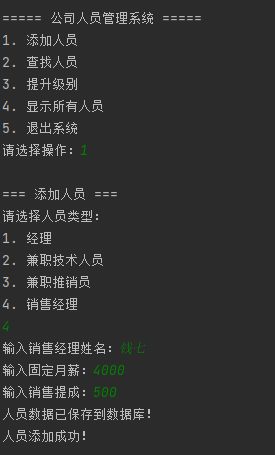 ===== 公司人员管理系统 =====
1. 添加人员
2. 查找人员
3. 提升级别
4. 显示所有人员
5. 退出系统
请选择操作: 1
=== 添加人员 ===
请选择人员类型:
1. 经理
2. 兼职技术人员
3. 兼职推销员
4. 销售经理
4
输入销售经理姓名: 线七
输入固定月薪: 4000
输入销售提成: 500
人员数据已保存到数据库!
人员添加成功!